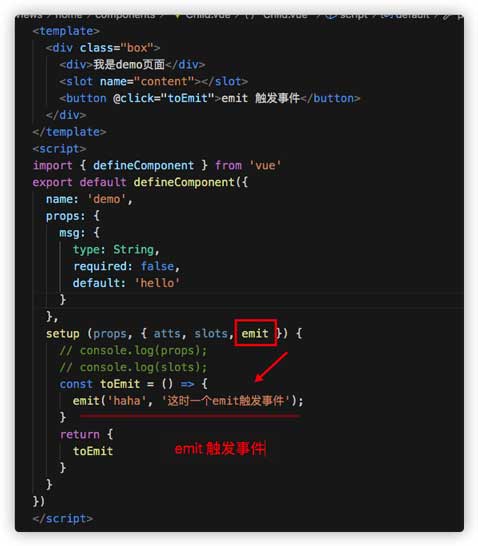 views / home / components / Child.vue / {} "Child.vue" / script / default / p
<template>
<div class="box">
<div>我是demo页面</div>
<slot name="content"></slot>
<button @click="toEmit">emit 触发事件</button>
</div>
</template>
<script>
import { defineComponent } from 'vue'
export default defineComponent({
name: 'demo',
props: {
msg: {
type: String,
required: false,
default: 'hello'
}
},
setup (props, { atts, slots, emit }) {
// console.log(props);
// console.log(slots);
const toEmit = () => {
emit('haha', '这时一个emit触发事件');
}
return {
toEmit
}
}
})
</script>
emit 触发事件